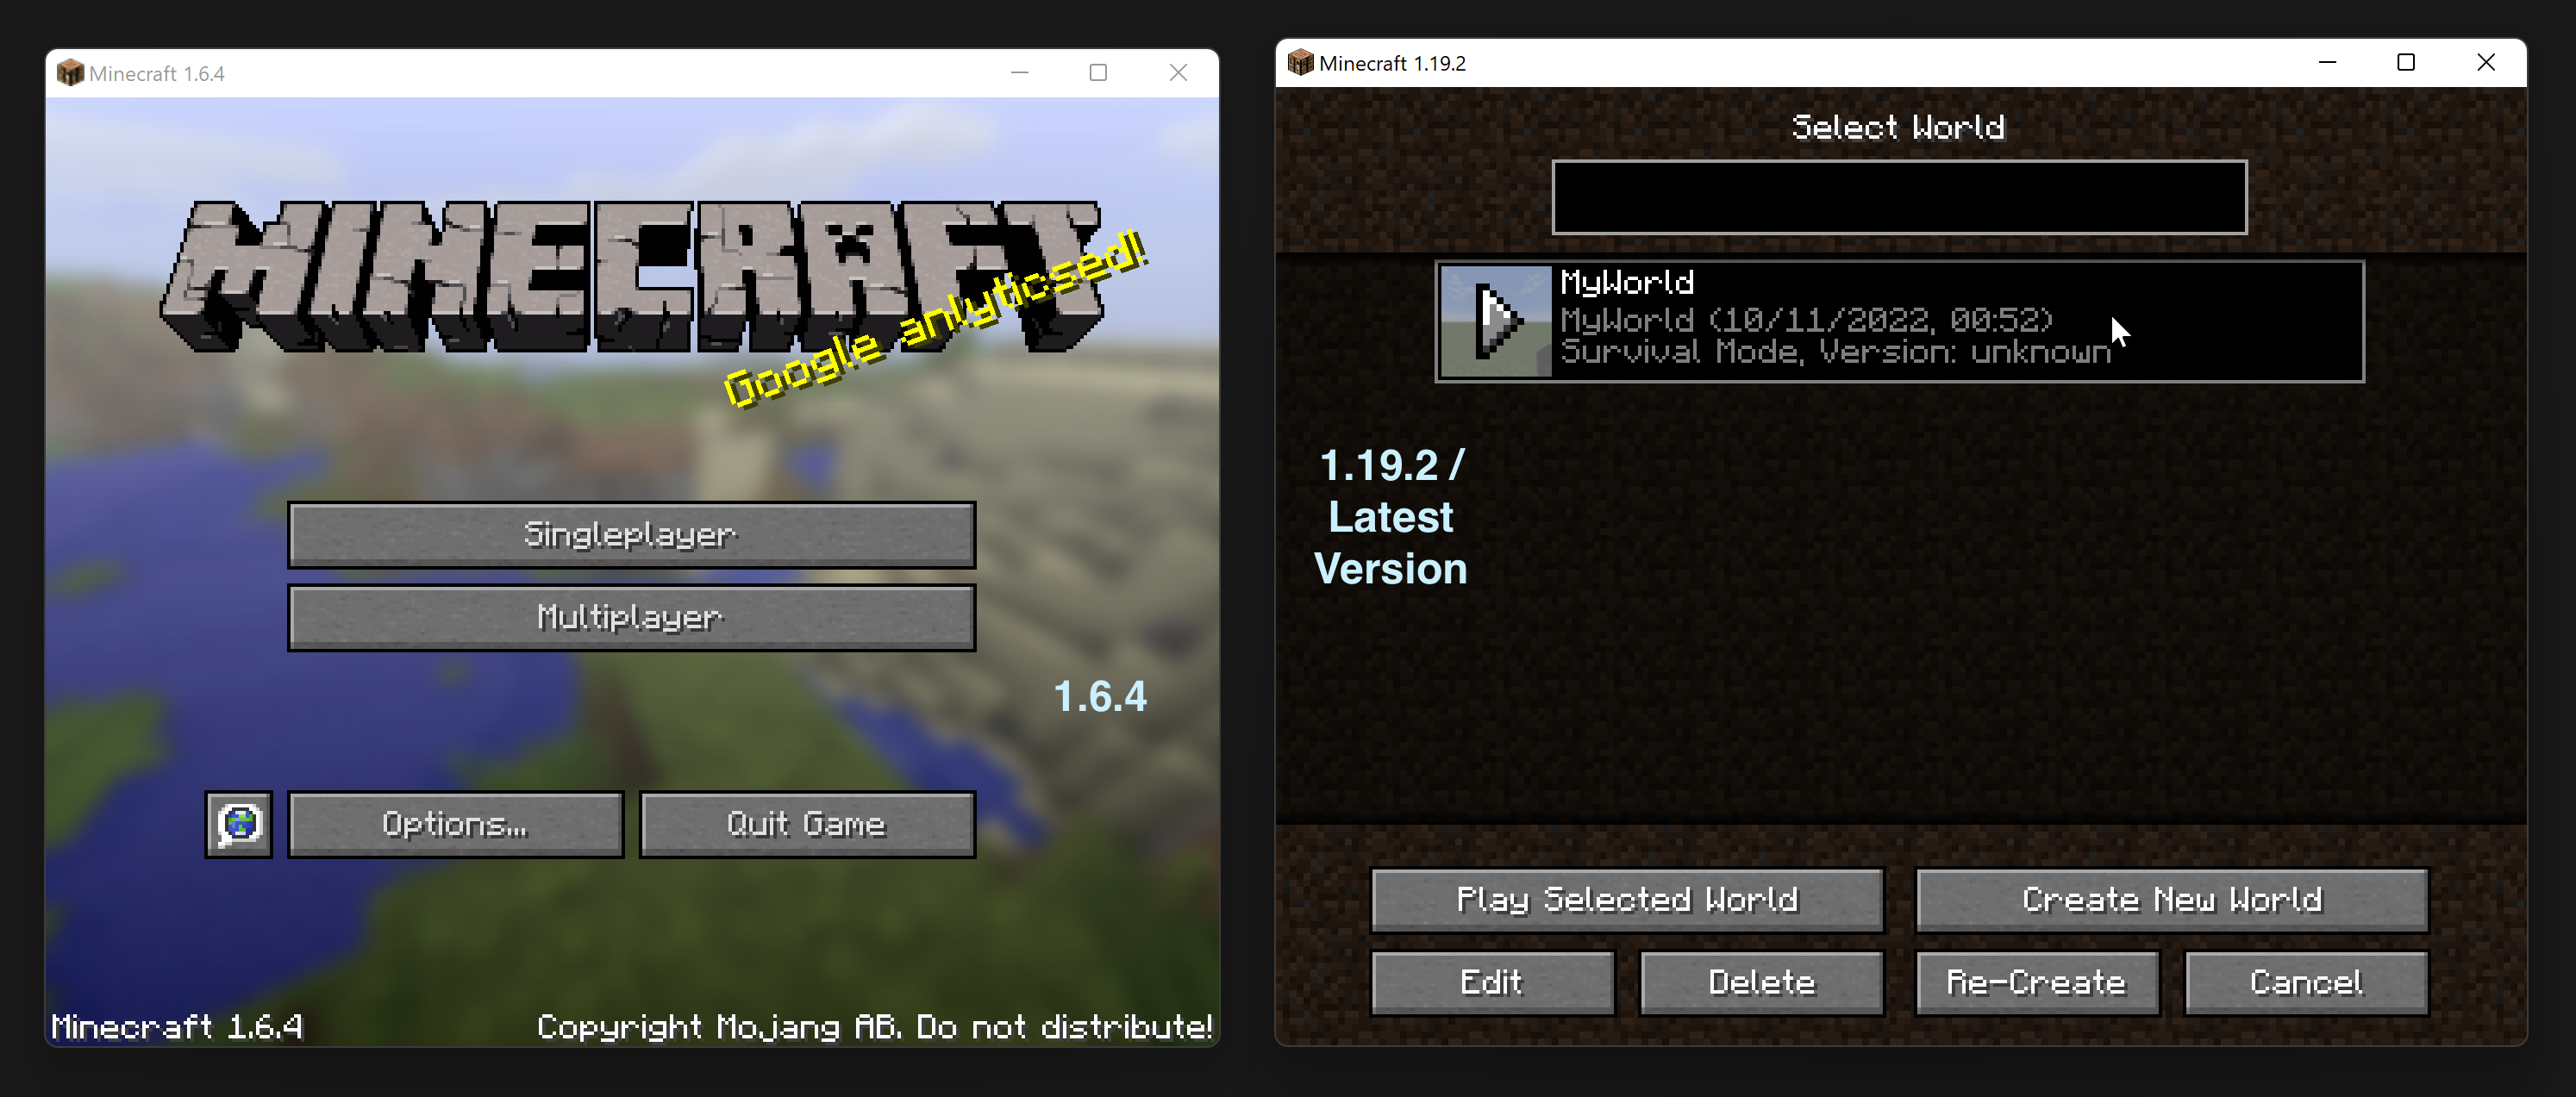 Minecraft 1.6.4
MINECRAFT
Google anlyticsed!
Singleplayer
Multiplayer
1.6.4
Options...
Quit Game
Minecraft 1.6.4
Copyright Mojang AB. Do not distribute!
Minecraft 1.19.2
Select World
MyWorld
MyWorld (10/11/2022, 00:52)
Survival Mode, Version: unknown
1.19.2 /
Latest
Version
Play Selected World
Create New World
Edit
Delete
Re-Create
Cancel